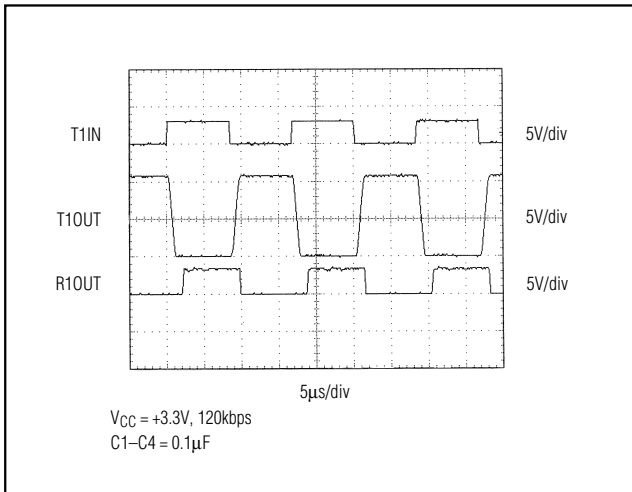 T1IN
5V/div
T1OUT
5V/div
R1OUT
5V/div
5μs/div
VCC = +3.3V, 120kbps
C1–C4 = 0.1μF